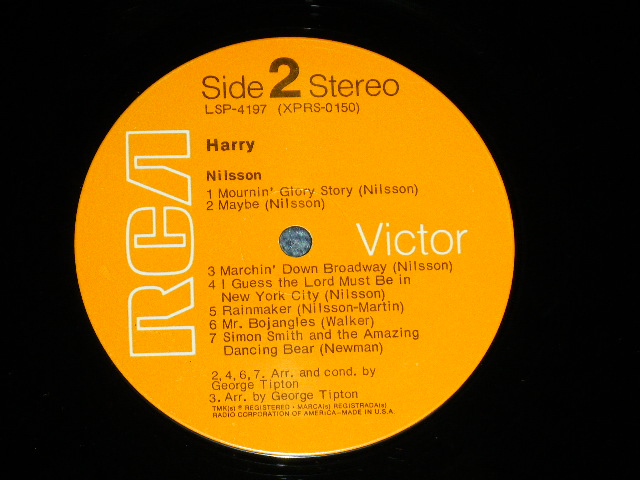 Side 2 Stereo
LSP-4197 (XPRS-0150)
RCA
Harry
Nilsson
1 Mournin' Glory Story (Nilsson)
2 Maybe (Nilsson)
Victor
3 Marchin' Down Broadway (Nilsson)
4 I Guess the Lord Must Be in
New York City (Nilsson)
5 Rainmaker (Nilsson-Martin)
6 Mr. Bojangles (Walker)
7 Simon Smith and the Amazing
Dancing Bear (Newman)
2, 4, 6, 7. Arr. and cond. by
George Tipton
3. Arr. by George Tipton
TMK(s) ® REGISTERED • MARCA(s) REGISTRADA(s)
RADIO CORPORATION OF AMERICA—MADE IN U.S.A.